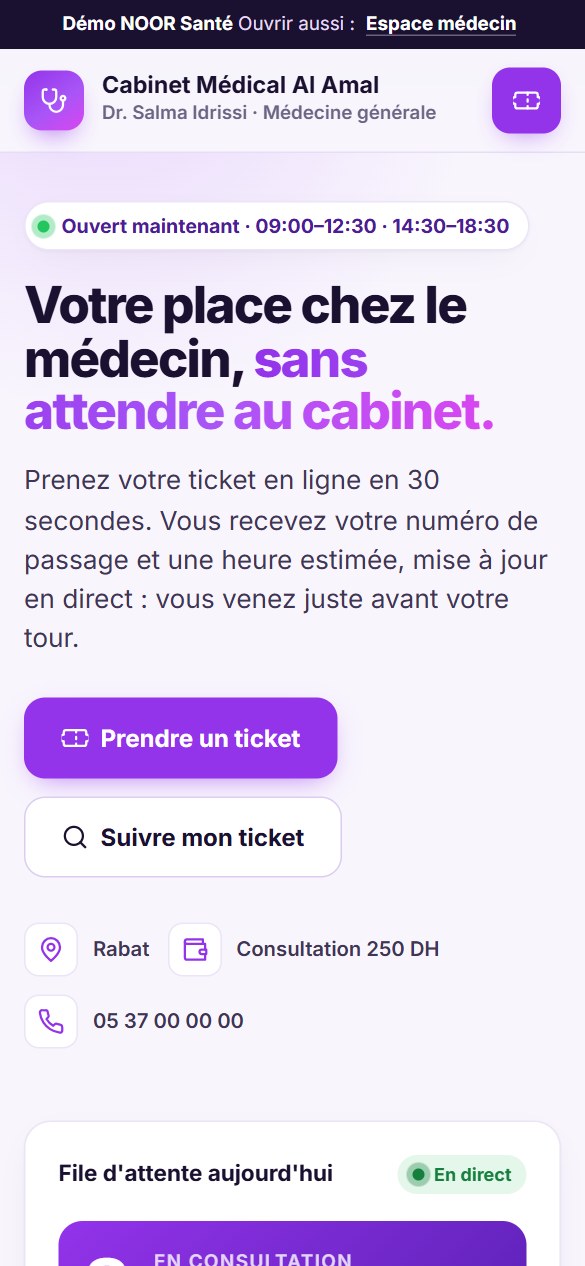 Démo NOOR Santé Ouvrir aussi : Espace médecin
Cabinet Médical Al Amal
Dr. Salma Idrissi · Médecine générale
Ouvert maintenant · 09:00–12:30 · 14:30–18:30
Votre place chez le
médecin, sans
attendre au cabinet.
Prenez votre ticket en ligne en 30
secondes. Vous recevez votre numéro de
passage et une heure estimée, mise à jour
en direct : vous venez juste avant votre
tour.
Prendre un ticket
Suivre mon ticket
Rabat
Consultation 250 DH
05 37 00 00 00
File d'attente aujourd'hui
En direct
EN CONSULTATION